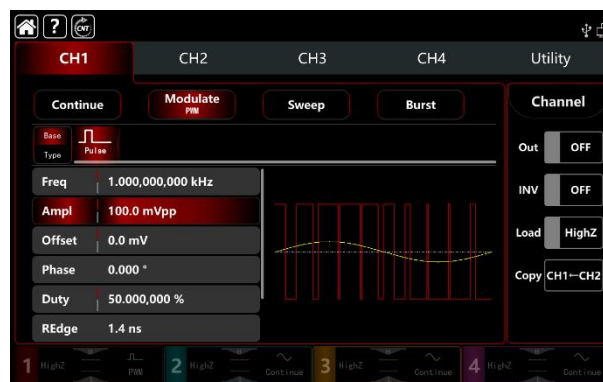 ? CNT
CH1 CH2 CH3 CH4 Utility
Continue Modulate Sweep Burst Channel
PWM
Base
Type Pulse
Out OFF
Freq 1.000,000,000 kHz
INV OFF
Ampl 100.0 mVpp
Load HighZ
Offset 0.0 mV
Phase 0.000 °
Copy CH1←CH2
Duty 50.000,000 %
REdge 1.4 ns
1 HighZ PWM 2 HighZ Continue 3 HighZ Continue 4 HighZ Continue